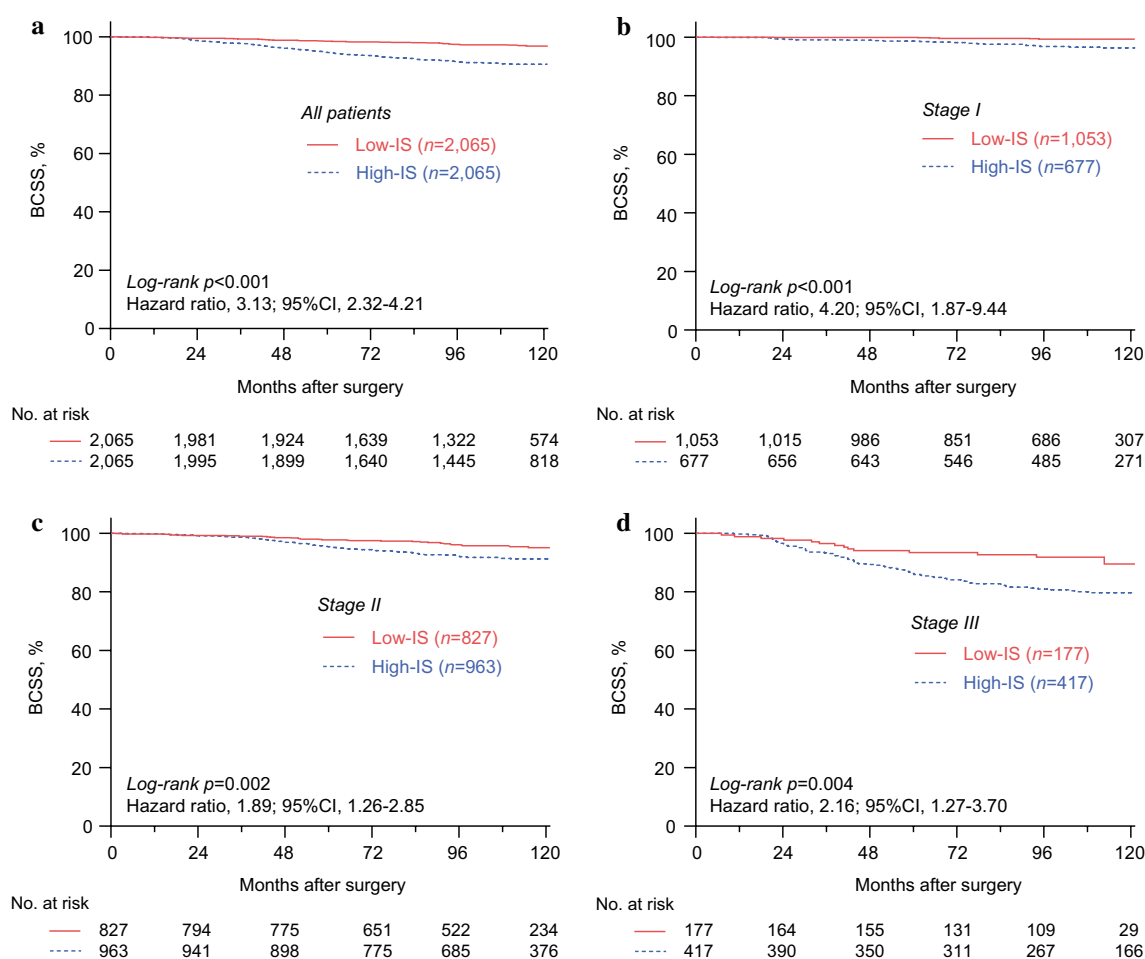 a
100
80
60
40
20
0
BCSS, %
All patients
Low-IS (n=2,065)
High-IS (n=2,065)
Log-rank p<0.001
Hazard ratio, 3.13; 95%CI, 2.32-4.21
0 24 48 72 96 120
Months after surgery
No. at risk
2,065 1,981 1,924 1,639 1,322 574
2,065 1,995 1,899 1,640 1,445 818
b
100
80
60
40
20
0
BCSS, %
Stage I
Low-IS (n=1,053)
High-IS (n=677)
Log-rank p<0.001
Hazard ratio, 4.20; 95%CI, 1.87-9.44
0 24 48 72 96 120
Months after surgery
No. at risk
1,053 1,015 986 851 686 307
677 656 643 546 485 271
c
100
80
60
40
20
0
BCSS, %
Stage II
Low-IS (n=827)
High-IS (n=963)
Log-rank p=0.002
Hazard ratio, 1.89; 95%CI, 1.26-2.85
0 24 48 72 96 120
Months after surgery
No. at risk
827 794 775 651 522 234
963 941 898 775 685 376
d
100
80
60
40
20
0
BCSS, %
Stage III
Low-IS (n=177)
High-IS (n=417)
Log-rank p=0.004
Hazard ratio, 2.16; 95%CI, 1.27-3.70
0 24 48 72 96 120
Months after surgery
No. at risk
177 164 155 131 109 29
417 390 350 311 267 166